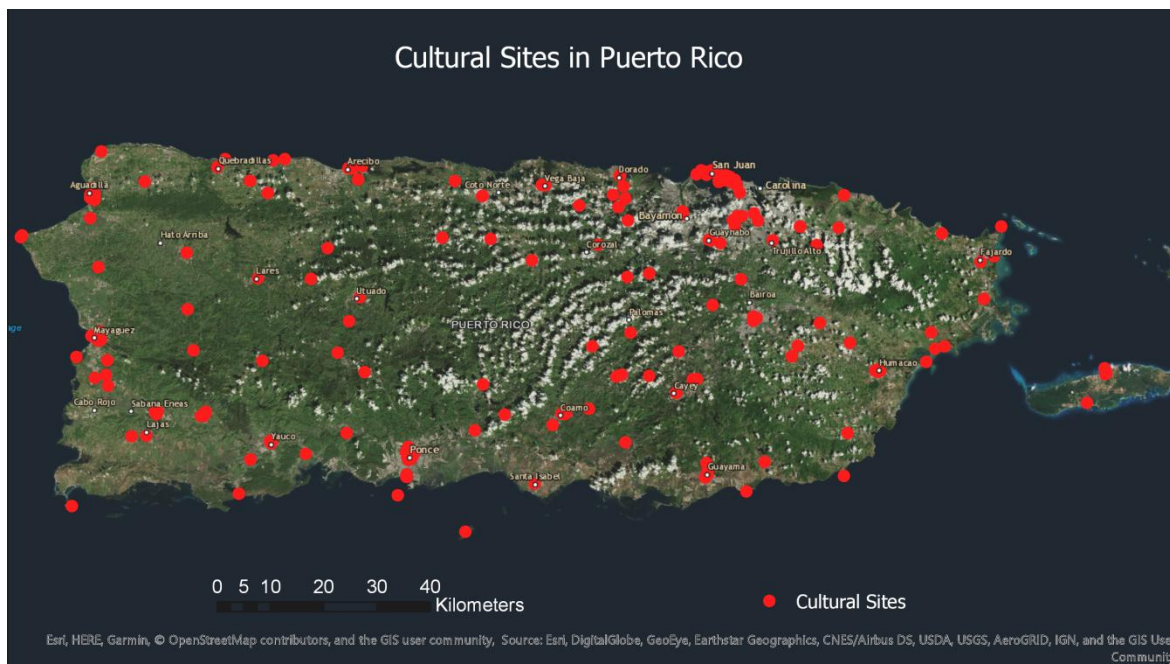 Cultural Sites in Puerto Rico
Quebradillas
Arecibo
San Juan
Dorado
Aguadilla
Coto Norte
Vega Baja
Carolina
Bayamon
Hato Arriba
Guaynabo
Corozal
Trujillo Alto
Fajardo
Lares
Utuado
Bairoa
Palomas
PUERTO RICO
age
Mayaguez
Humacao
Cayey
Cabo Rojo
Sabana Eneas
Coamo
Lajas
Yauco
Ponce
Santa Isabel
Guayama
0 5 10 20 30 40
Kilometers
Cultural Sites
Esri, HERE, Garmin, © OpenStreetMap contributors, and the GIS user community, Source: Esri, DigitalGlobe, GeoEye, Earthstar Geographics, CNES/Airbus DS, USDA, USGS, AeroGRID, IGN, and the GIS Use
Communit